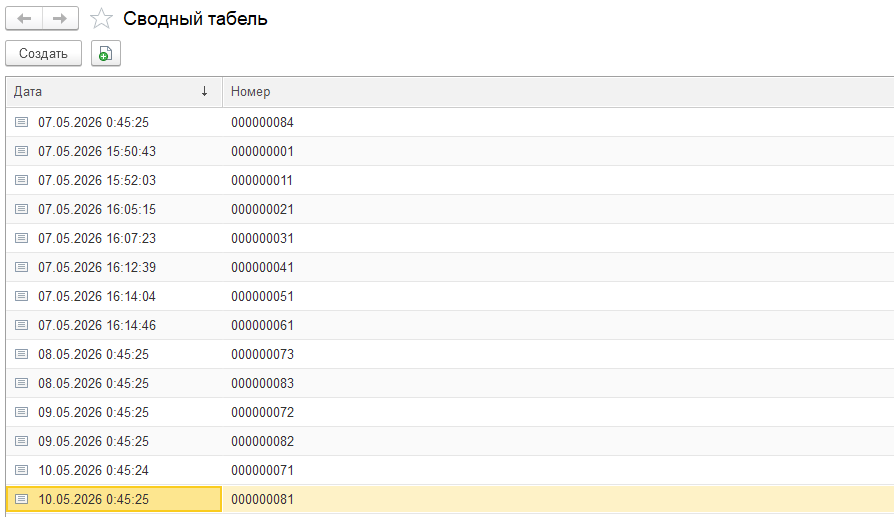 Сводный табель
Создать
Дата ↓ Номер
07.05.2026 0:45:25 000000084
07.05.2026 15:50:43 000000001
07.05.2026 15:52:03 000000011
07.05.2026 16:05:15 000000021
07.05.2026 16:07:23 000000031
07.05.2026 16:12:39 000000041
07.05.2026 16:14:04 000000051
07.05.2026 16:14:46 000000061
08.05.2026 0:45:25 000000073
08.05.2026 0:45:25 000000083
09.05.2026 0:45:25 000000072
09.05.2026 0:45:25 000000082
10.05.2026 0:45:24 000000071
10.05.2026 0:45:25 000000081